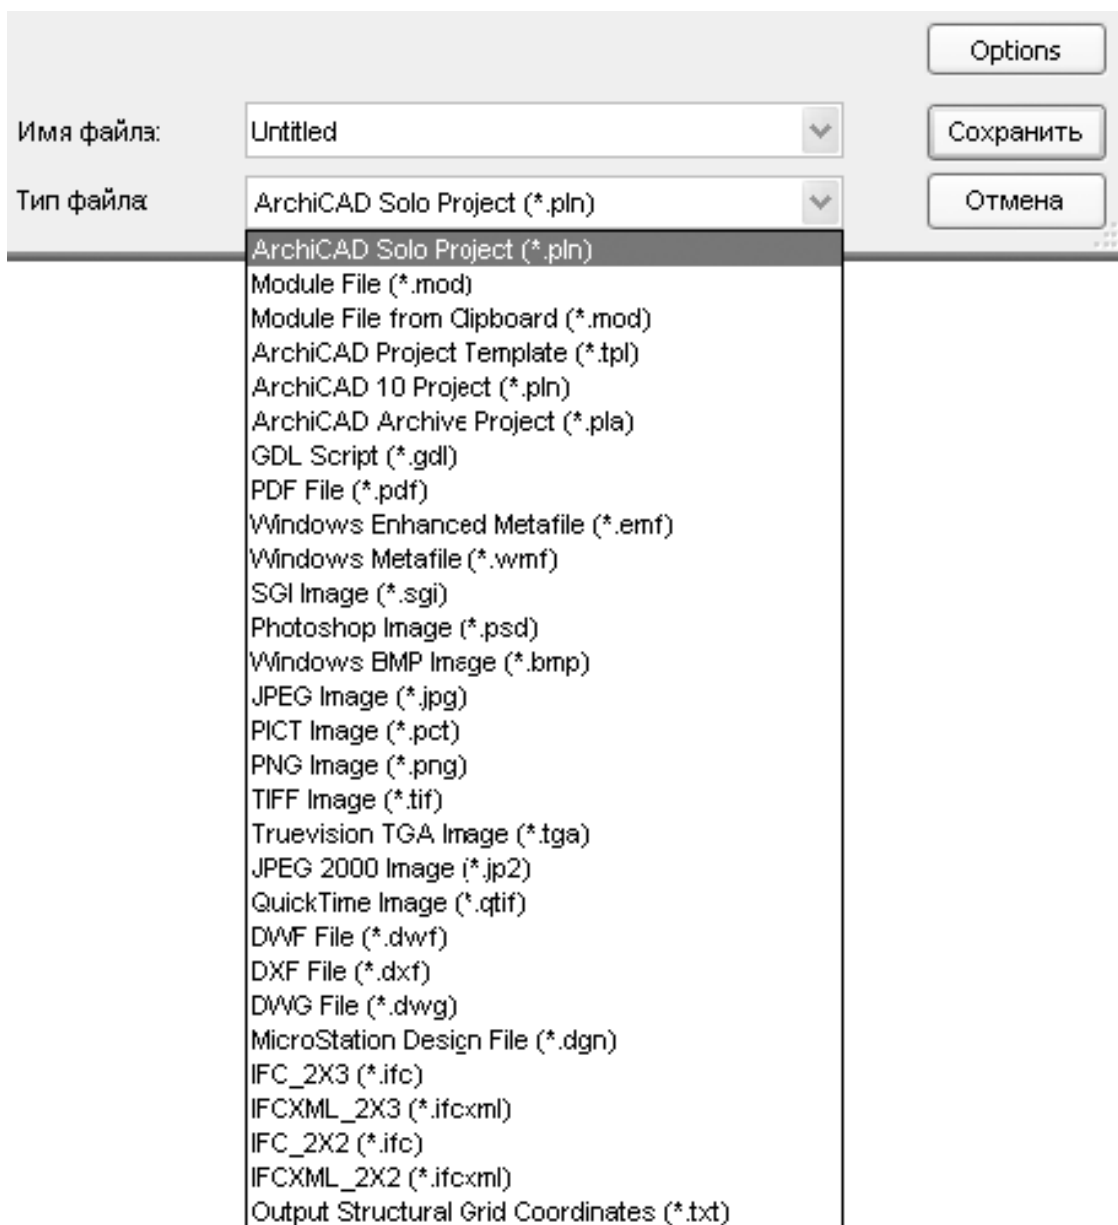 Options
Имя файла: Untitled Сохранить
Тип файла: ArchiCAD Solo Project (*.pln) Отмена
ArchiCAD Solo Project (*.pln)
Module File (*.mod)
Module File from Clipboard (*.mod)
ArchiCAD Project Template (*.tpl)
ArchiCAD 10 Project (*.pln)
ArchiCAD Archive Project (*.pla)
GDL Script (*.gdl)
PDF File (*.pdf)
Windows Enhanced Metafile (*.emf)
Windows Metafile (*.wmf)
SGI Image (*.sgi)
Photoshop Image (*.psd)
Windows BMP Image (*.bmp)
JPEG Image (*.jpg)
PICT Image (*.pct)
PNG Image (*.png)
TIFF Image (*.tif)
Truevision TGA Image (*.tga)
JPEG 2000 Image (*.jp2)
QuickTime Image (*.qtif)
DWF File (*.dwf)
DXF File (*.dxf)
DWG File (*.dwg)
MicroStation Design File (*.dgn)
IFC_2X3 (*.ifc)
IFCXML_2X3 (*.ifcxml)
IFC_2X2 (*.ifc)
IFCXML_2X2 (*.ifcxml)
Output Structural Grid Coordinates (*.txt)